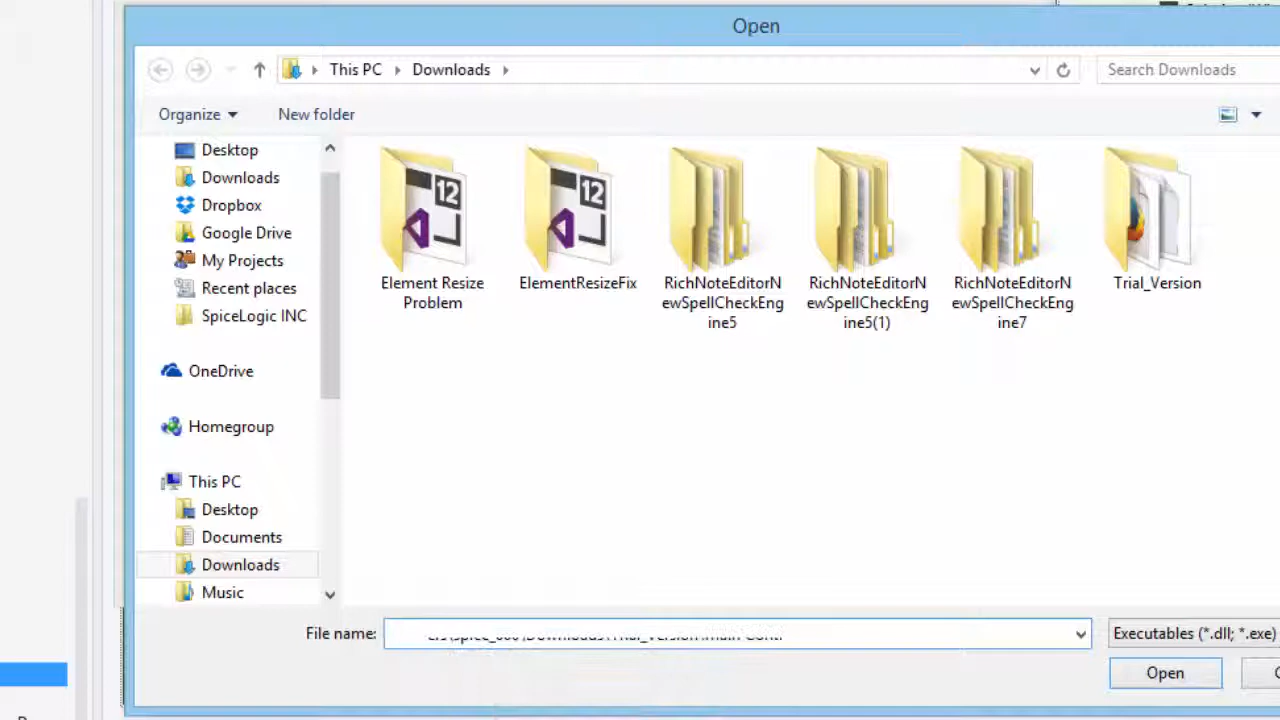 Open
This PC
Downloads
Search Downloads
Organize
New folder
Desktop
Downloads
Dropbox
Google Drive
My Projects
Recent places
SpiceLogic INC
OneDrive
Homegroup
This PC
Desktop
Documents
Downloads
Music
12
12
Element Resize
Problem
ElementResizeFix
RichNoteEditorN
ewSpellCheckEng
ine5
RichNoteEditorN
ewSpellCheckEng
ine5(1)
RichNoteEditorN
ewSpellCheckEng
ine7
Trial_Version
File name:
Executables (*.dll; *.exe)
Open